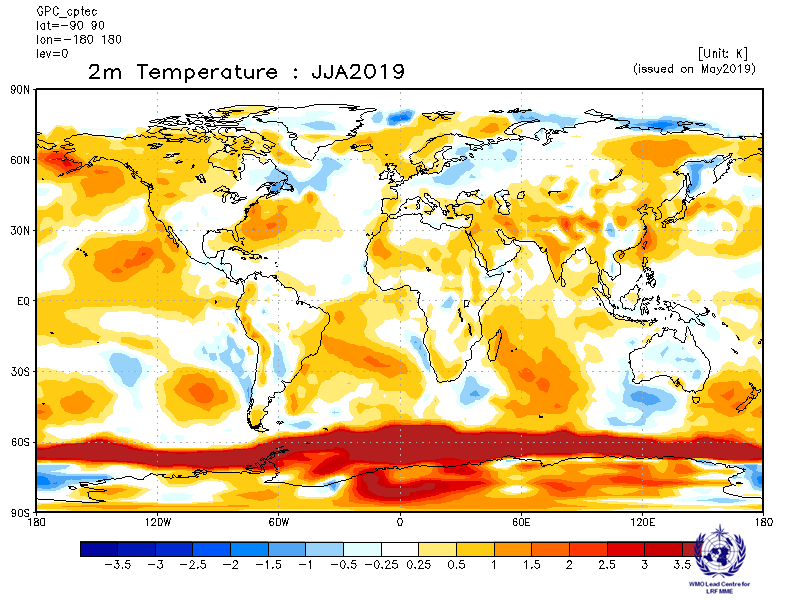 GPC_cptec
lat=-90 90
lon=-180 180
lev=0
[Unit: K]
2m Temperature : JJA2019
(issued on May2019)
90N
60N
30N
EQ
30S
60S
90S
180 120W 60W 0 60E 120E 180
-3.5 -3 -2.5 -2 -1.5 -1 -0.5 -0.25 0.25 0.5 1 1.5 2 2.5 3 3.5
WMO Lead Centre for
LRF MME